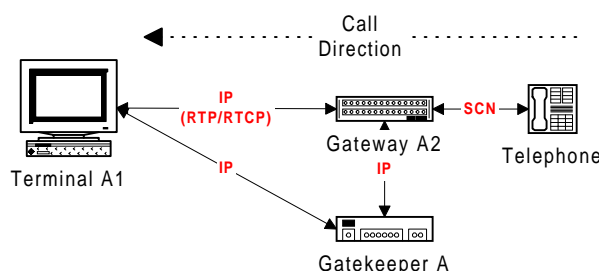 Call
Direction
IP
(RTP/RTCP)
SCN
Gateway A2
Telephone
Terminal A1
IP
IP
Gatekeeper A